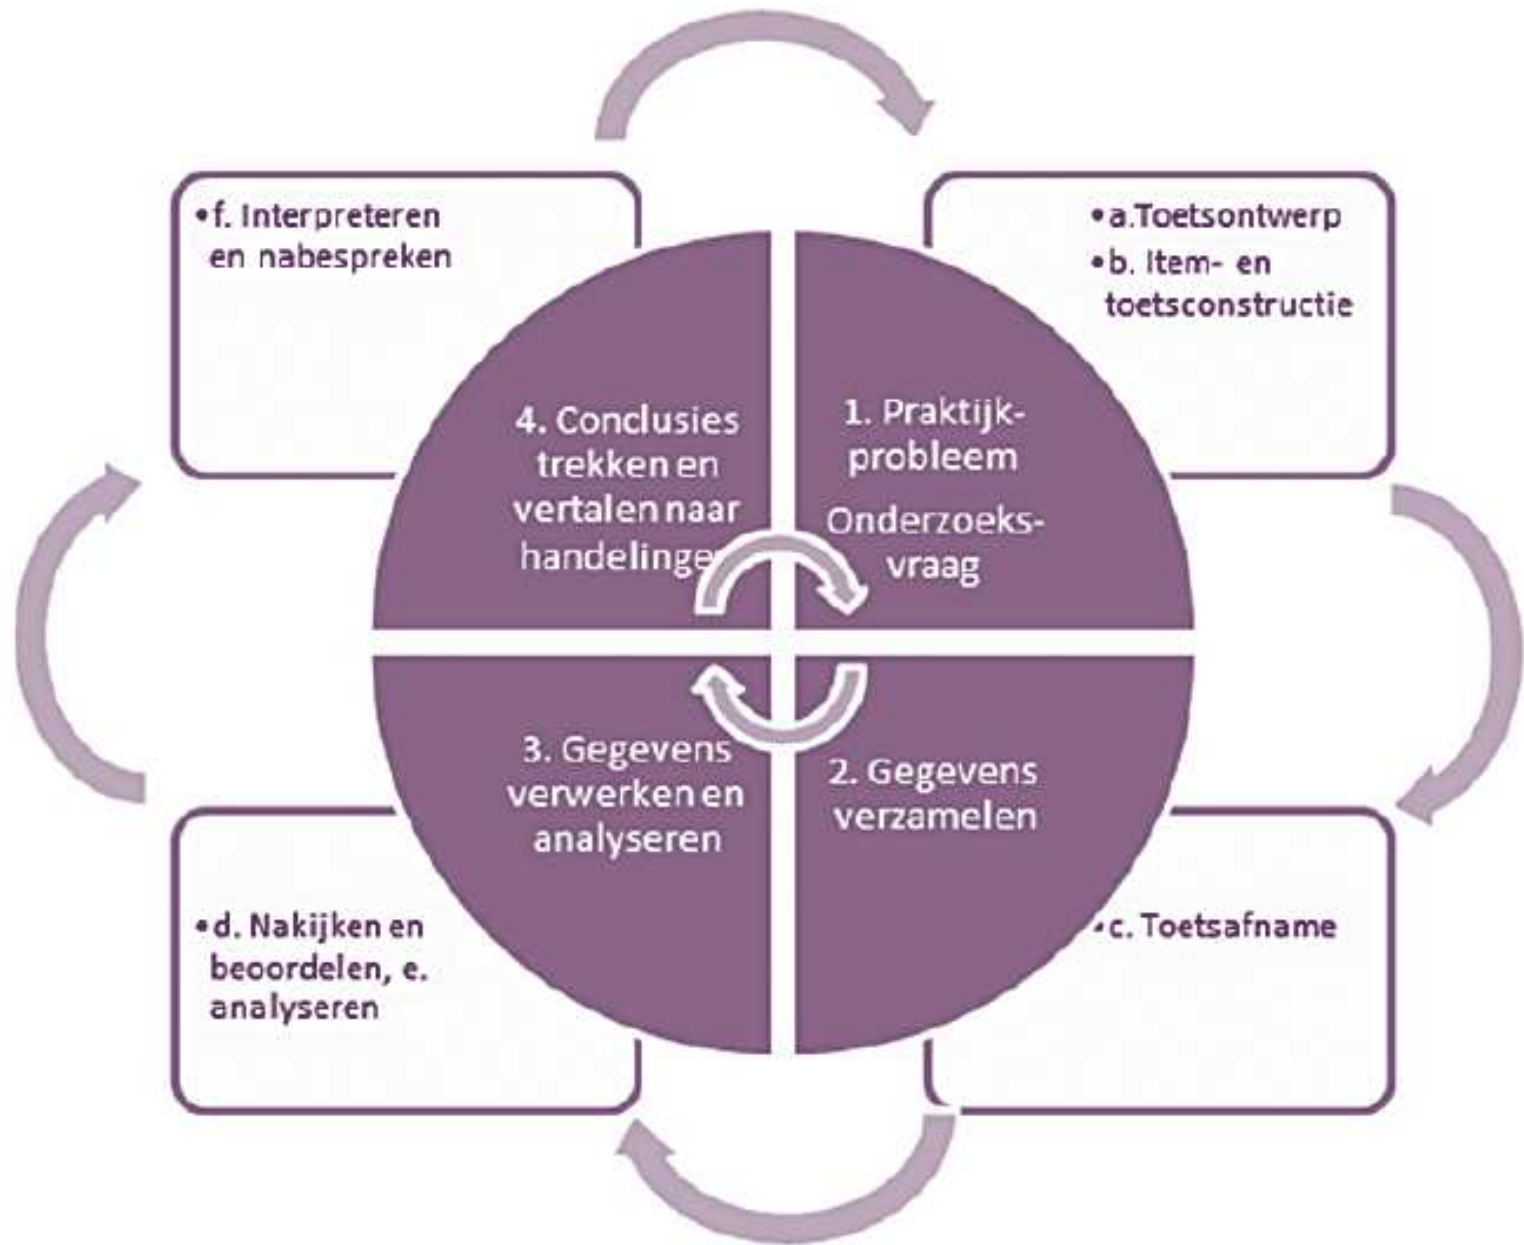 •f. Interpreteren
en nabespreken
•a.Toetsontwerp
•b. Item- en
toetsconstructie
4. Conclusies
trekken en
vertalen naar
handelinge
1. Praktijk-
probleem
Onderzoeks-
vraag
3. Gegevens
verwerken en
analyseren
2. Gegevens
verzamelen
•d. Nakijken en
beoordelen, e.
analyseren
•c. Toetsafname